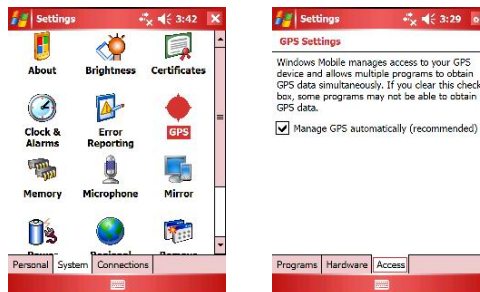 Settings 3:42
About Brightness Certificates
Clock & Alarms Error Reporting GPS
Memory Microphone Mirror
Personal System Connections
Settings 3:29
GPS Settings
Windows Mobile manages access to your GPS
device and allows multiple programs to obtain
GPS data simultaneously. If you clear this check
box, some programs may not be able to obtain
GPS data.
Manage GPS automatically (recommended)
Programs Hardware Access